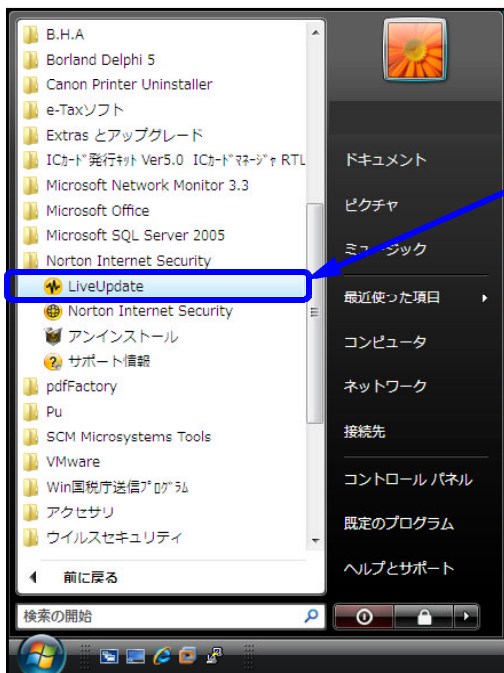 B.H.A
Borland Delphi 5
Canon Printer Uninstaller
e-Taxソフト
Extras とアップグレード
ICｶｰﾄﾞ発行ｷｯﾄ Ver5.0 ICｶｰﾄﾞﾏﾈｰｼﾞｬ RTL
Microsoft Network Monitor 3.3
Microsoft Office
Microsoft SQL Server 2005
Norton Internet Security
LiveUpdate
Norton Internet Security
アンインストール
サポート情報
pdfFactory
Pu
SCM Microsystems Tools
VMware
Win国税庁送信ﾌﾟﾛｸﾞﾗﾑ
アクセサリ
ウイルスセキュリティ
前に戻る
検索の開始
ドキュメント
ピクチャ
ミュージック
最近使った項目
コンピュータ
ネットワーク
接続先
コントロール パネル
既定のプログラム
ヘルプとサポート